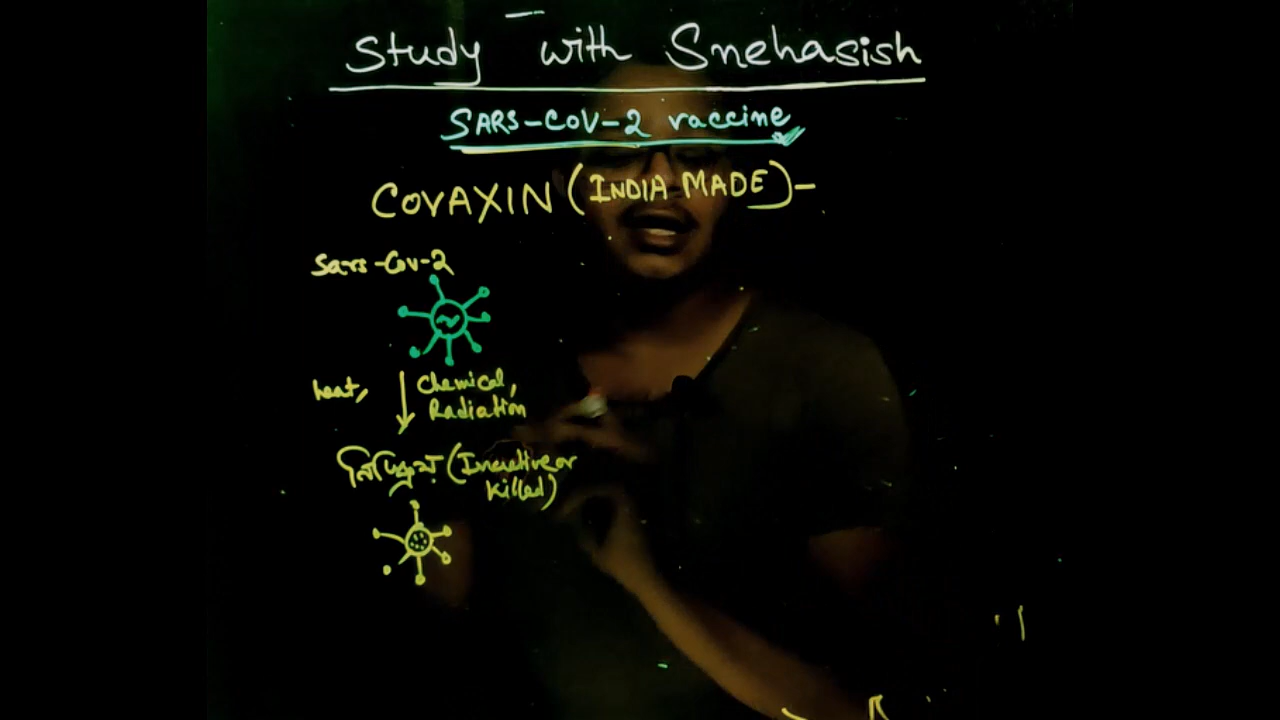 Study with Snehasish
SARS-CoV-2 vaccine
COVAXIN (INDIA MADE)-
Sars-Cov-2
heat,
Chemical,
Radiation
নিষ্ক্রিয় (Inactive or
Killed)